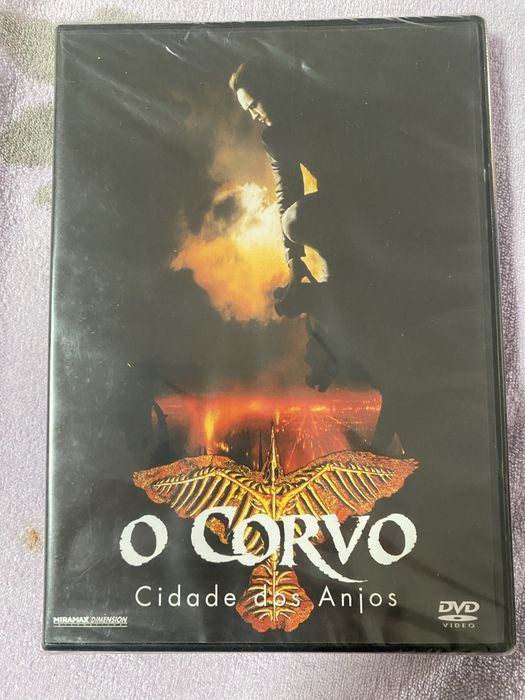 O CORVO
Cidade dos Anjos
MIRAMAX DIMENSION
DVD
VIDEO